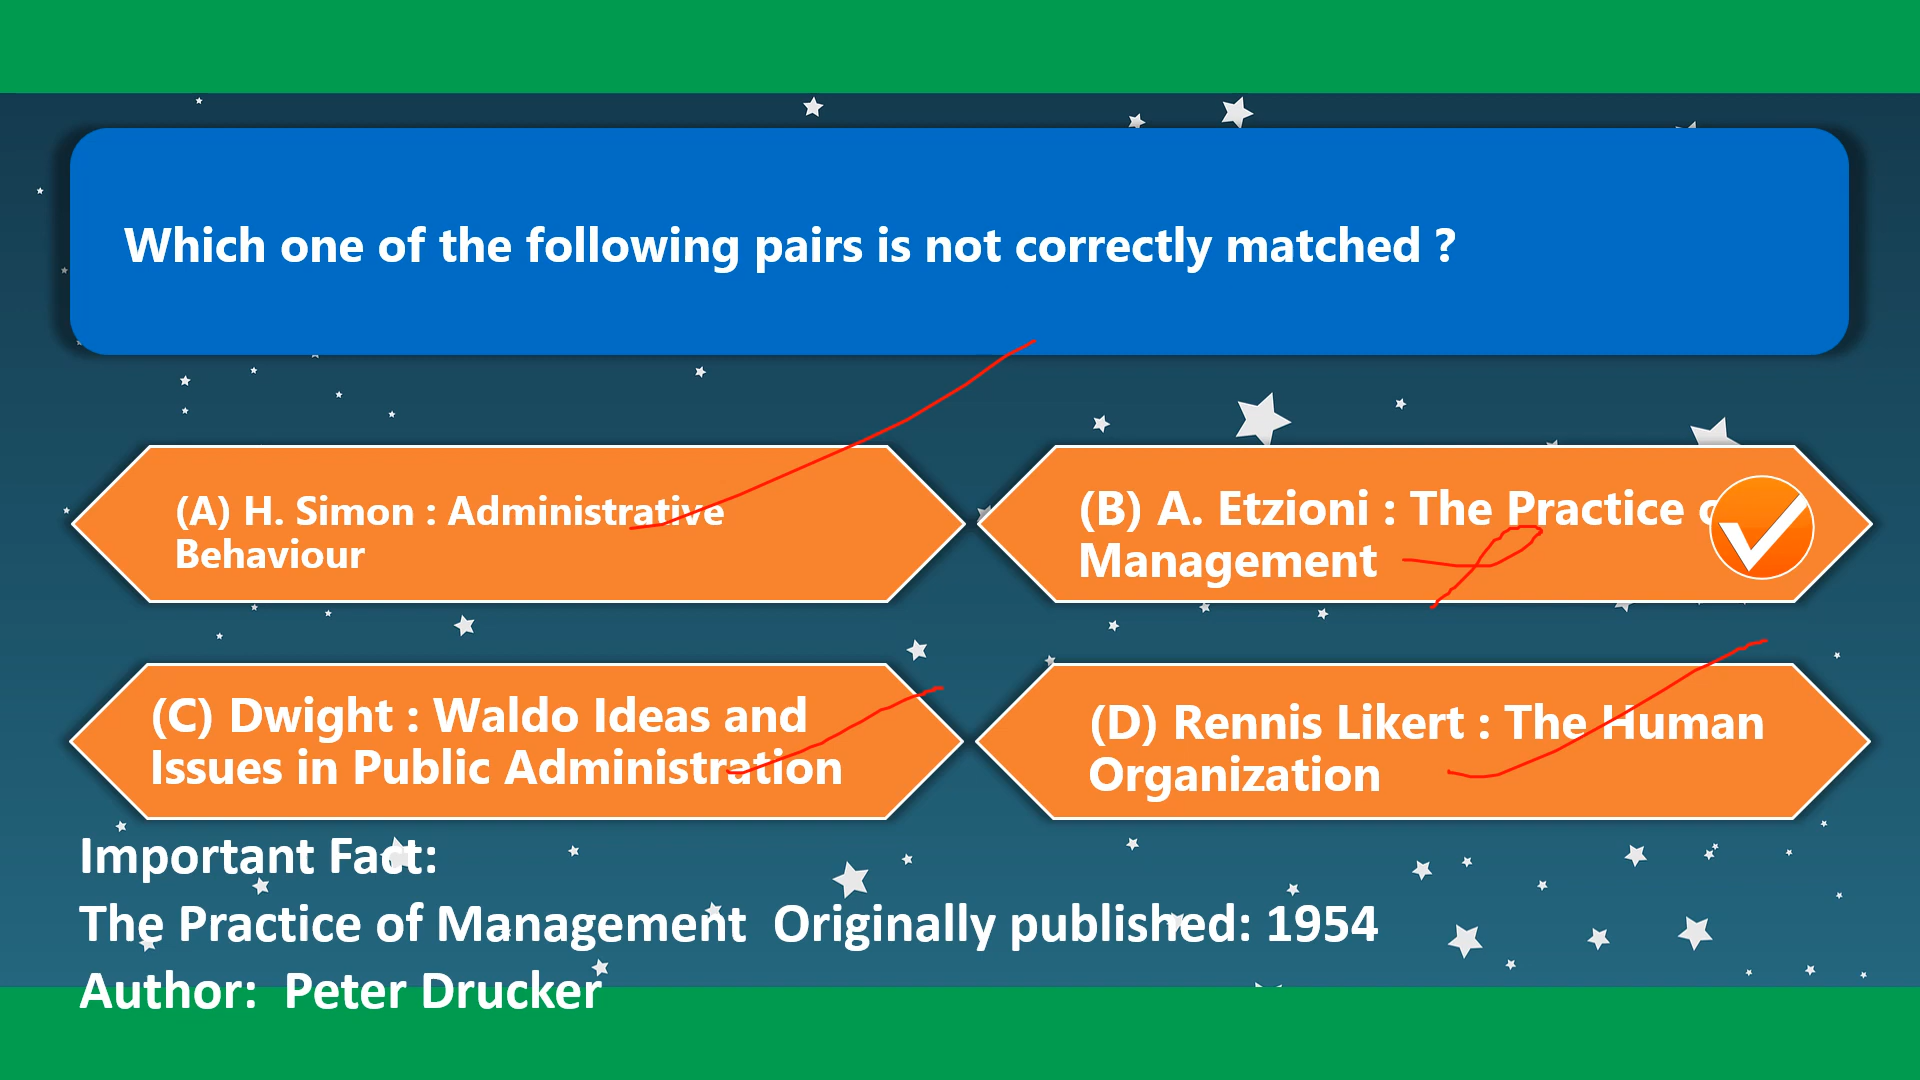 Which one of the following pairs is not correctly matched ?
(A) H. Simon : Administrative
Behaviour
(B) A. Etzioni : The Practice
Management
(C) Dwight : Waldo Ideas and
Issues in Public Administration
(D) Rennis Likert : The Human
Organization
Important Fact:
The Practice of Management Originally published: 1954
Author: Peter Drucker